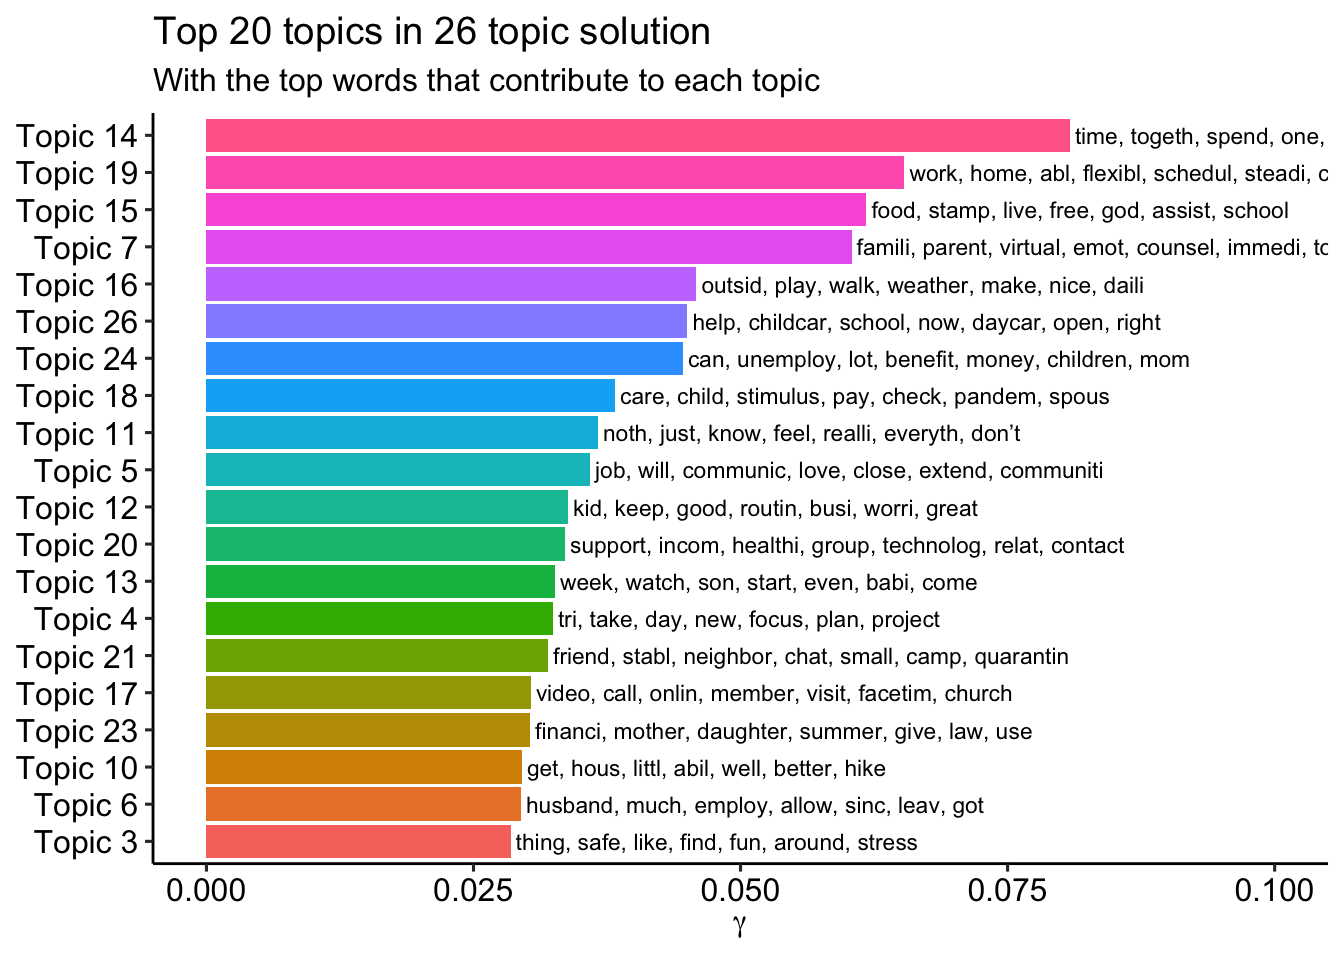 Top 20 topics in 26 topic solution
With the top words that contribute to each topic
Topic 14 time, togeth, spend, one,
Topic 19 work, home, abl, flexibl, schedul, steadi, c
Topic 15 food, stamp, live, free, god, assist, school
Topic 7 famili, parent, virtual, emot, counsel, immedi, to
Topic 16 outsid, play, walk, weather, make, nice, daili
Topic 26 help, childcar, school, now, daycar, open, right
Topic 24 can, unemploy, lot, benefit, money, children, mom
Topic 18 care, child, stimulus, pay, check, pandem, spous
Topic 11 noth, just, know, feel, realli, everyth, don’t
Topic 5 job, will, communic, love, close, extend, communiti
Topic 12 kid, keep, good, routin, busi, worri, great
Topic 20 support, incom, healthi, group, technolog, relat, contact
Topic 13 week, watch, son, start, even, babi, come
Topic 4 tri, take, day, new, focus, plan, project
Topic 21 friend, stabl, neighbor, chat, small, camp, quarantin
Topic 17 video, call, onlin, member, visit, facetim, church
Topic 23 financi, mother, daughter, summer, give, law, use
Topic 10 get, hous, littl, abil, well, better, hike
Topic 6 husband, much, employ, allow, sinc, leav, got
Topic 3 thing, safe, like, find, fun, around, stress
0.000 0.025 0.050 0.075 0.100
γ